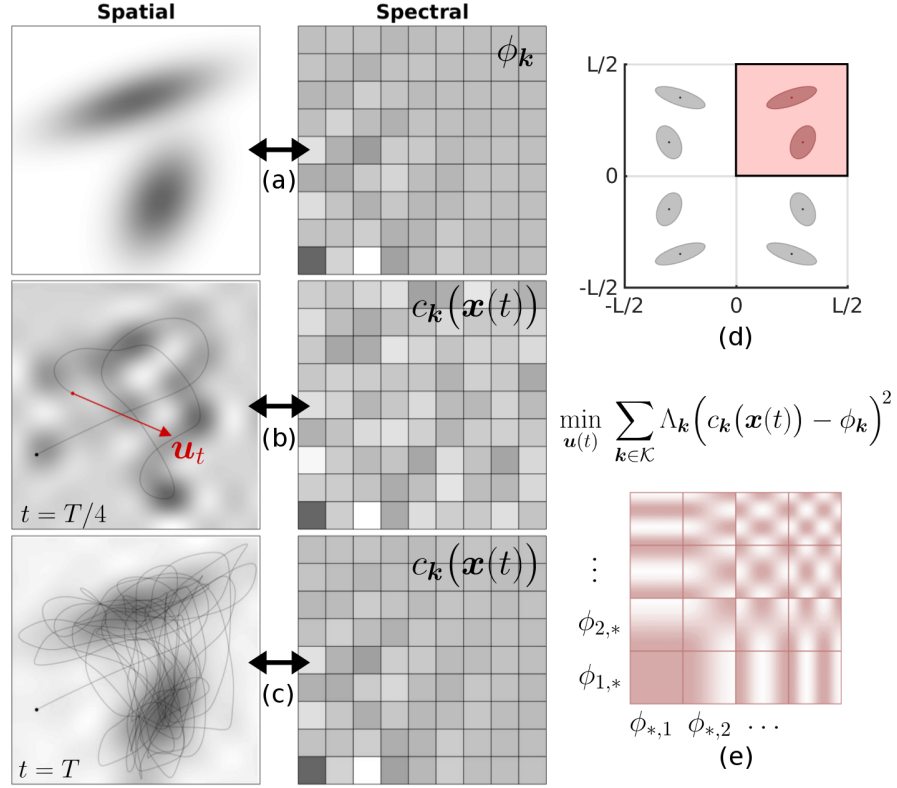 Spatial
Spectral
ϕ_k
(a)
c_k(x(t))
u_t
(b)
t = T/4
c_k(x(t))
(c)
t = T
L/2
0
-L/2
-L/2 0 L/2
(d)
min_{u(t)} ∑_{k∈𝒦} Λ_k(c_k(x(t)) − ϕ_k)²
⋮
ϕ_{2,*}
ϕ_{1,*}
ϕ_{*,1} ϕ_{*,2} ⋯
(e)